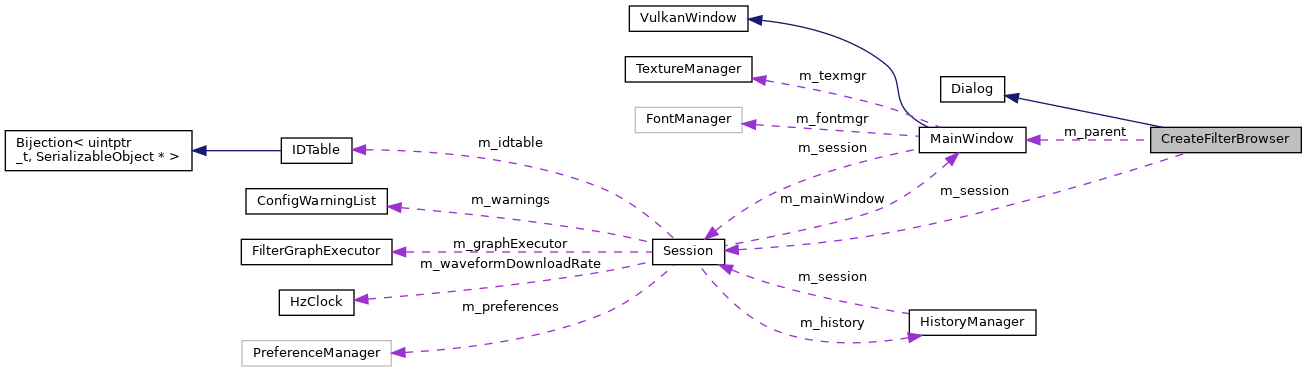 VulkanWindow
TextureManager
m_texmgr
Dialog
FontManager
m_fontmgr
MainWindow
m_parent
CreateFilterBrowser
Bijection< uintptr
_t, SerializableObject * >
IDTable
m_idtable
m_session
ConfigWarningList
m_warnings
m_mainWindow
m_session
FilterGraphExecutor
m_graphExecutor
Session
m_waveformDownloadRate
HzClock
m_session
m_preferences
m_history
HistoryManager
PreferenceManager